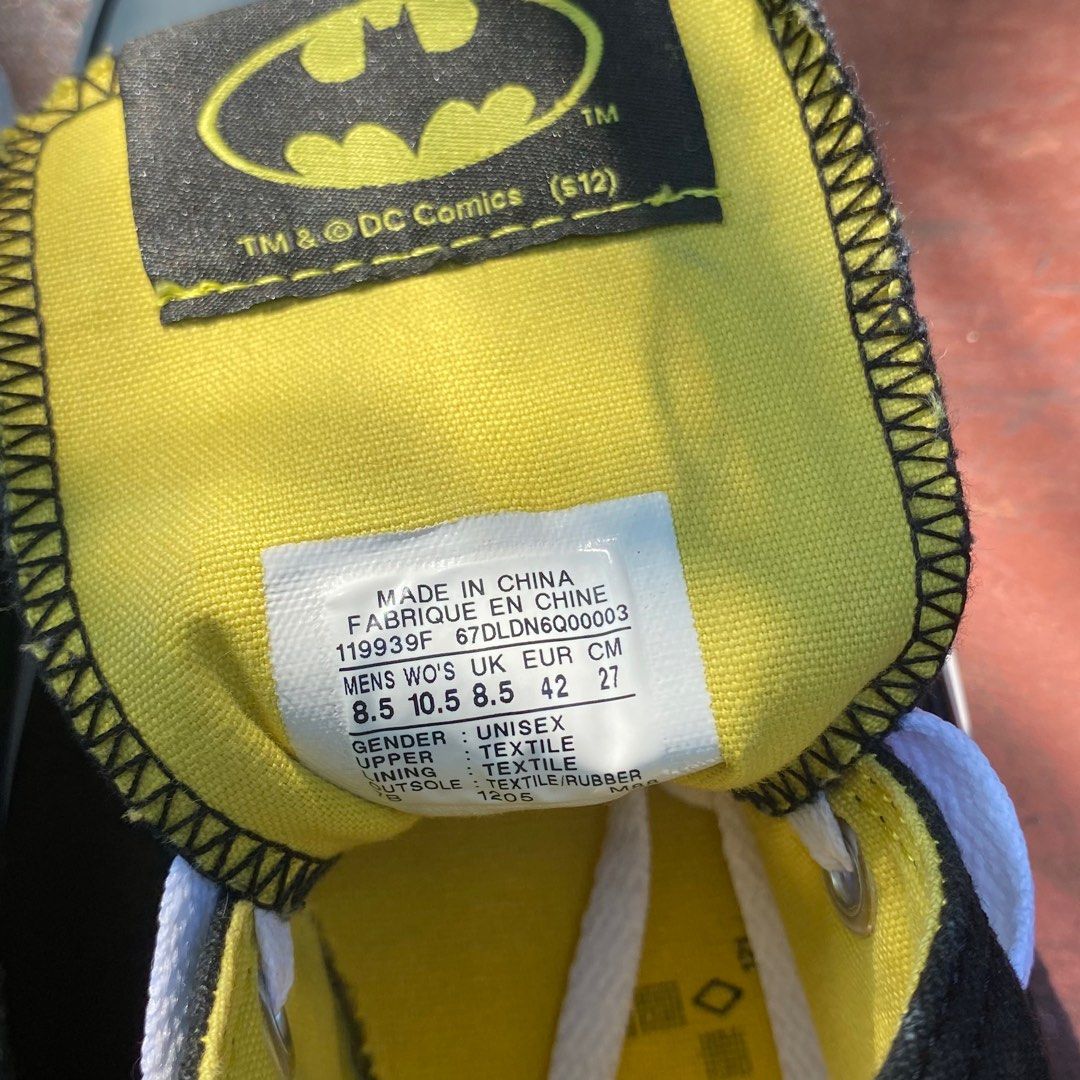 TM
TM & © DC Comics (s12)
MADE IN CHINA
FABRIQUE EN CHINE
119939F 67DLDN6Q00003
MENS WO'S UK EUR CM
8.5 10.5 8.5 42 27
GENDER : UNISEX
UPPER : TEXTILE
LINING : TEXTILE
OUTSOLE : TEXTILE/RUBBER
1205